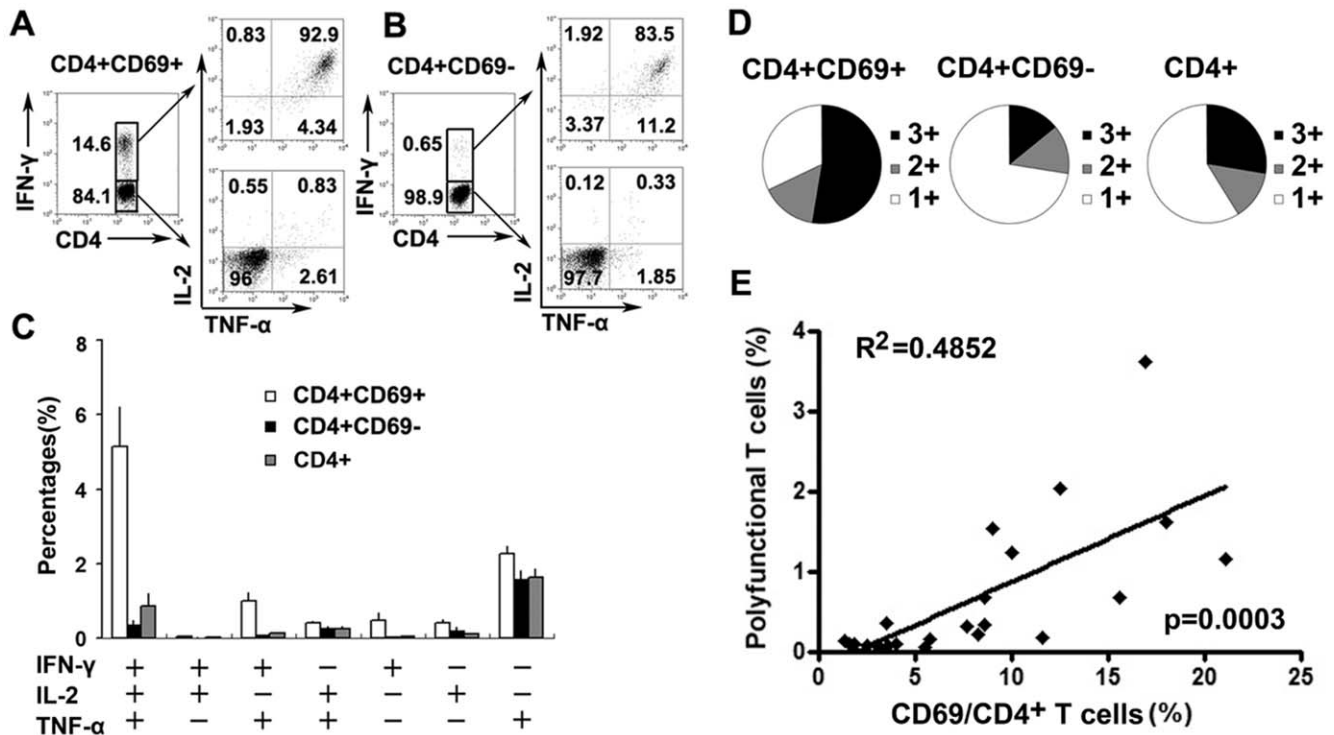 A
CD4+CD69+
IFN-γ
14.6
84.1
CD4
0.83 92.9
1.93 4.34
0.55 0.83
96 2.61
IL-2
TNF-α
B
CD4+CD69-
IFN-γ
0.65
98.9
CD4
1.92 83.5
3.37 11.2
0.12 0.33
97.7 1.85
IL-2
TNF-α
C
Percentages(%)
8
6
4
2
0
CD4+CD69+
CD4+CD69-
CD4+
IFN-γ + + + − + − −
IL-2 + + − + − + −
TNF-α + − + + − − +
D
CD4+CD69+
3+
2+
1+
CD4+CD69-
3+
2+
1+
CD4+
3+
2+
1+
E
Polyfunctional T cells (%)
4
3
2
1
0
R²=0.4852
p=0.0003
0 5 10 15 20 25
CD69/CD4⁺ T cells (%)